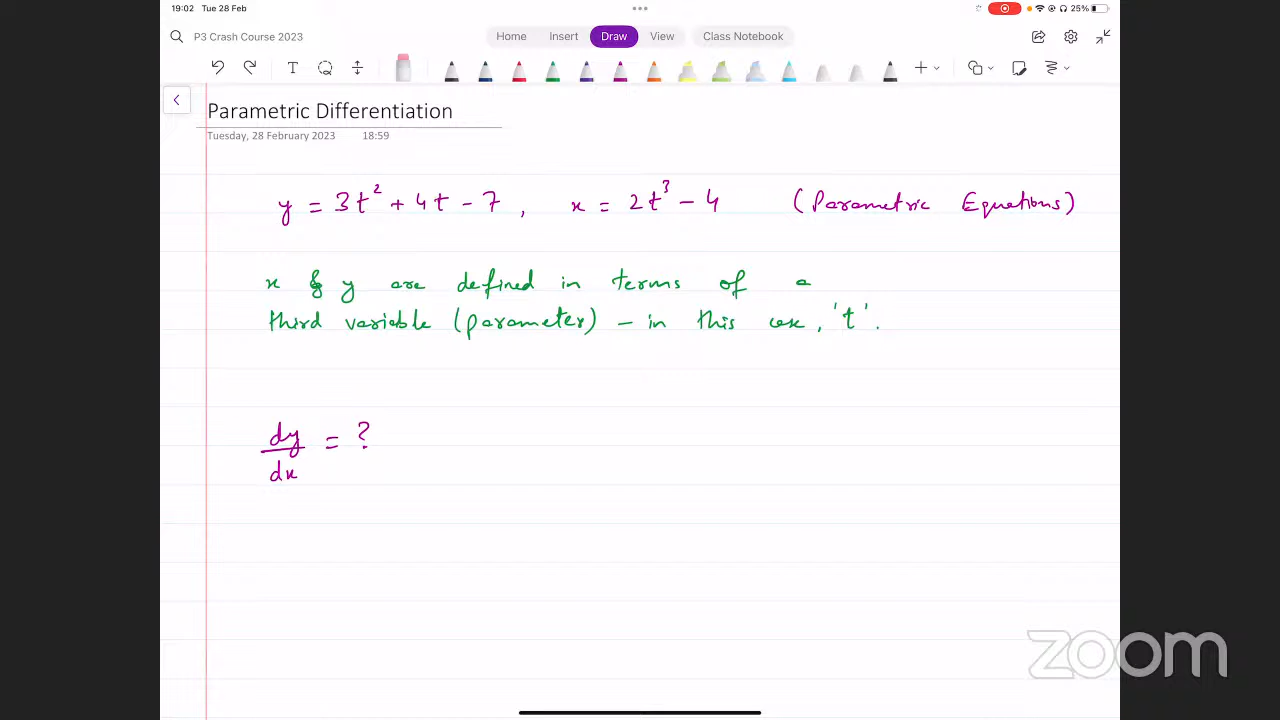 19:02 Tue 28 Feb
25%
P3 Crash Course 2023
Home Insert Draw View Class Notebook
T
Parametric Differentiation
Tuesday, 28 February 2023 18:59
y = 3t² + 4t - 7, x = 2t³ - 4 (Parametric Equations)
x & y are defined in terms of a
third variable (parameter) - in this case, 't'.
dy/dx = ?
zoom